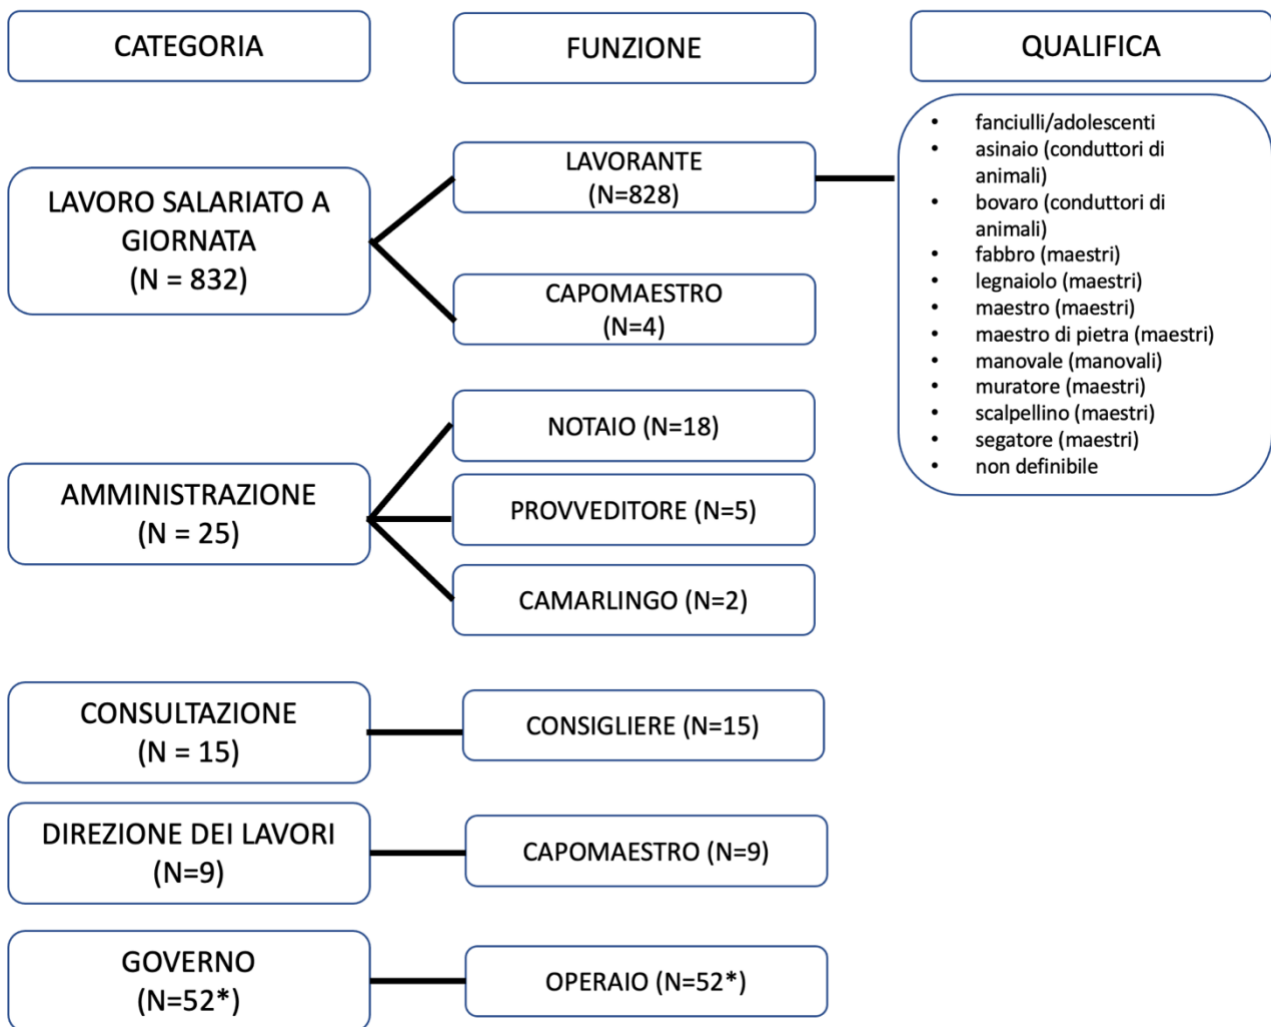 CATEGORIA
FUNZIONE
QUALIFICA
LAVORO SALARIATO A
GIORNATA
(N = 832)
LAVORANTE
(N=828)
CAPOMAESTRO
(N=4)
• fanciulli/adolescenti
• asinaio (conduttori di
animali)
• bovaro (conduttori di
animali)
• fabbro (maestri)
• legnaiolo (maestri)
• maestro (maestri)
• maestro di pietra (maestri)
• manovale (manovali)
• muratore (maestri)
• scalpellino (maestri)
• segatore (maestri)
• non definibile
AMMINISTRAZIONE
(N = 25)
NOTAIO (N=18)
PROVVEDITORE (N=5)
CAMARLINGO (N=2)
CONSULTAZIONE
(N = 15)
CONSIGLIERE (N=15)
DIREZIONE DEI LAVORI
(N=9)
CAPOMAESTRO (N=9)
GOVERNO
(N=52*)
OPERAIO (N=52*)